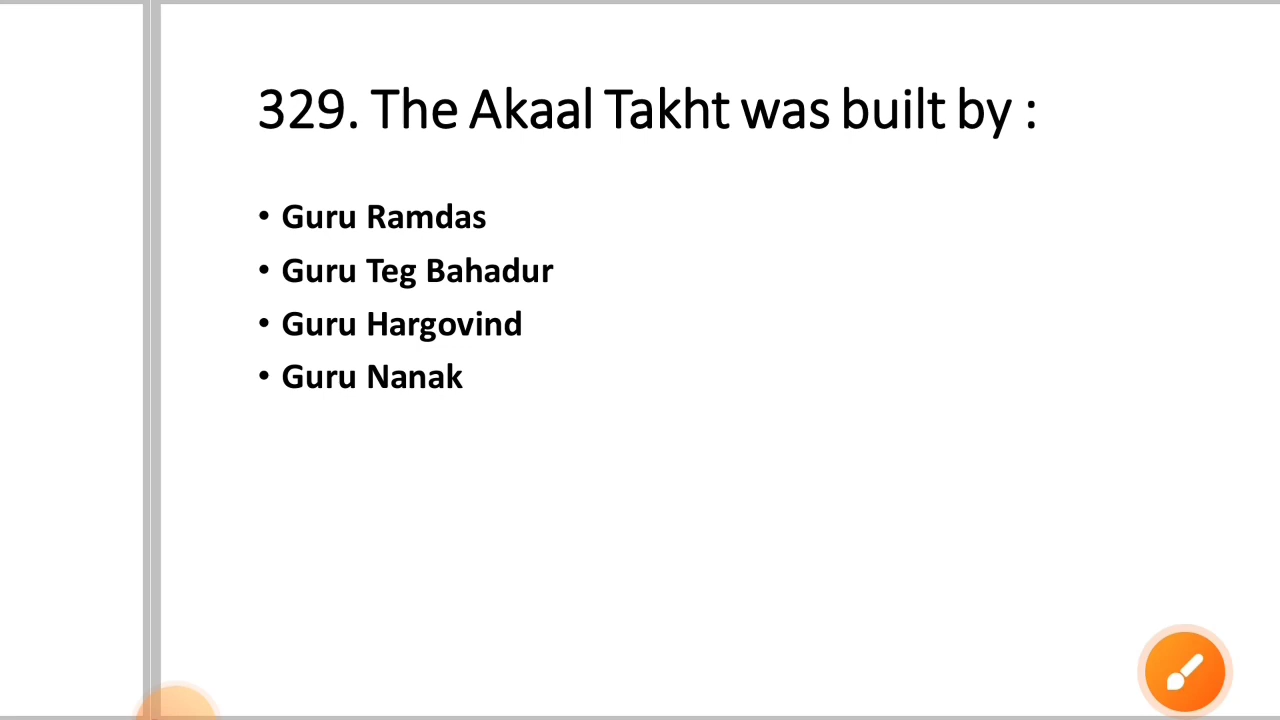 329. The Akaal Takht was built by :
• Guru Ramdas
• Guru Teg Bahadur
• Guru Hargovind
• Guru Nanak